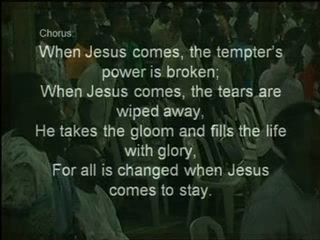 Chorus:
When Jesus comes, the tempter's
power is broken;
When Jesus comes, the tears are
wiped away,
He takes the gloom and fills the life
with glory,
For all is changed when Jesus
comes to stay.